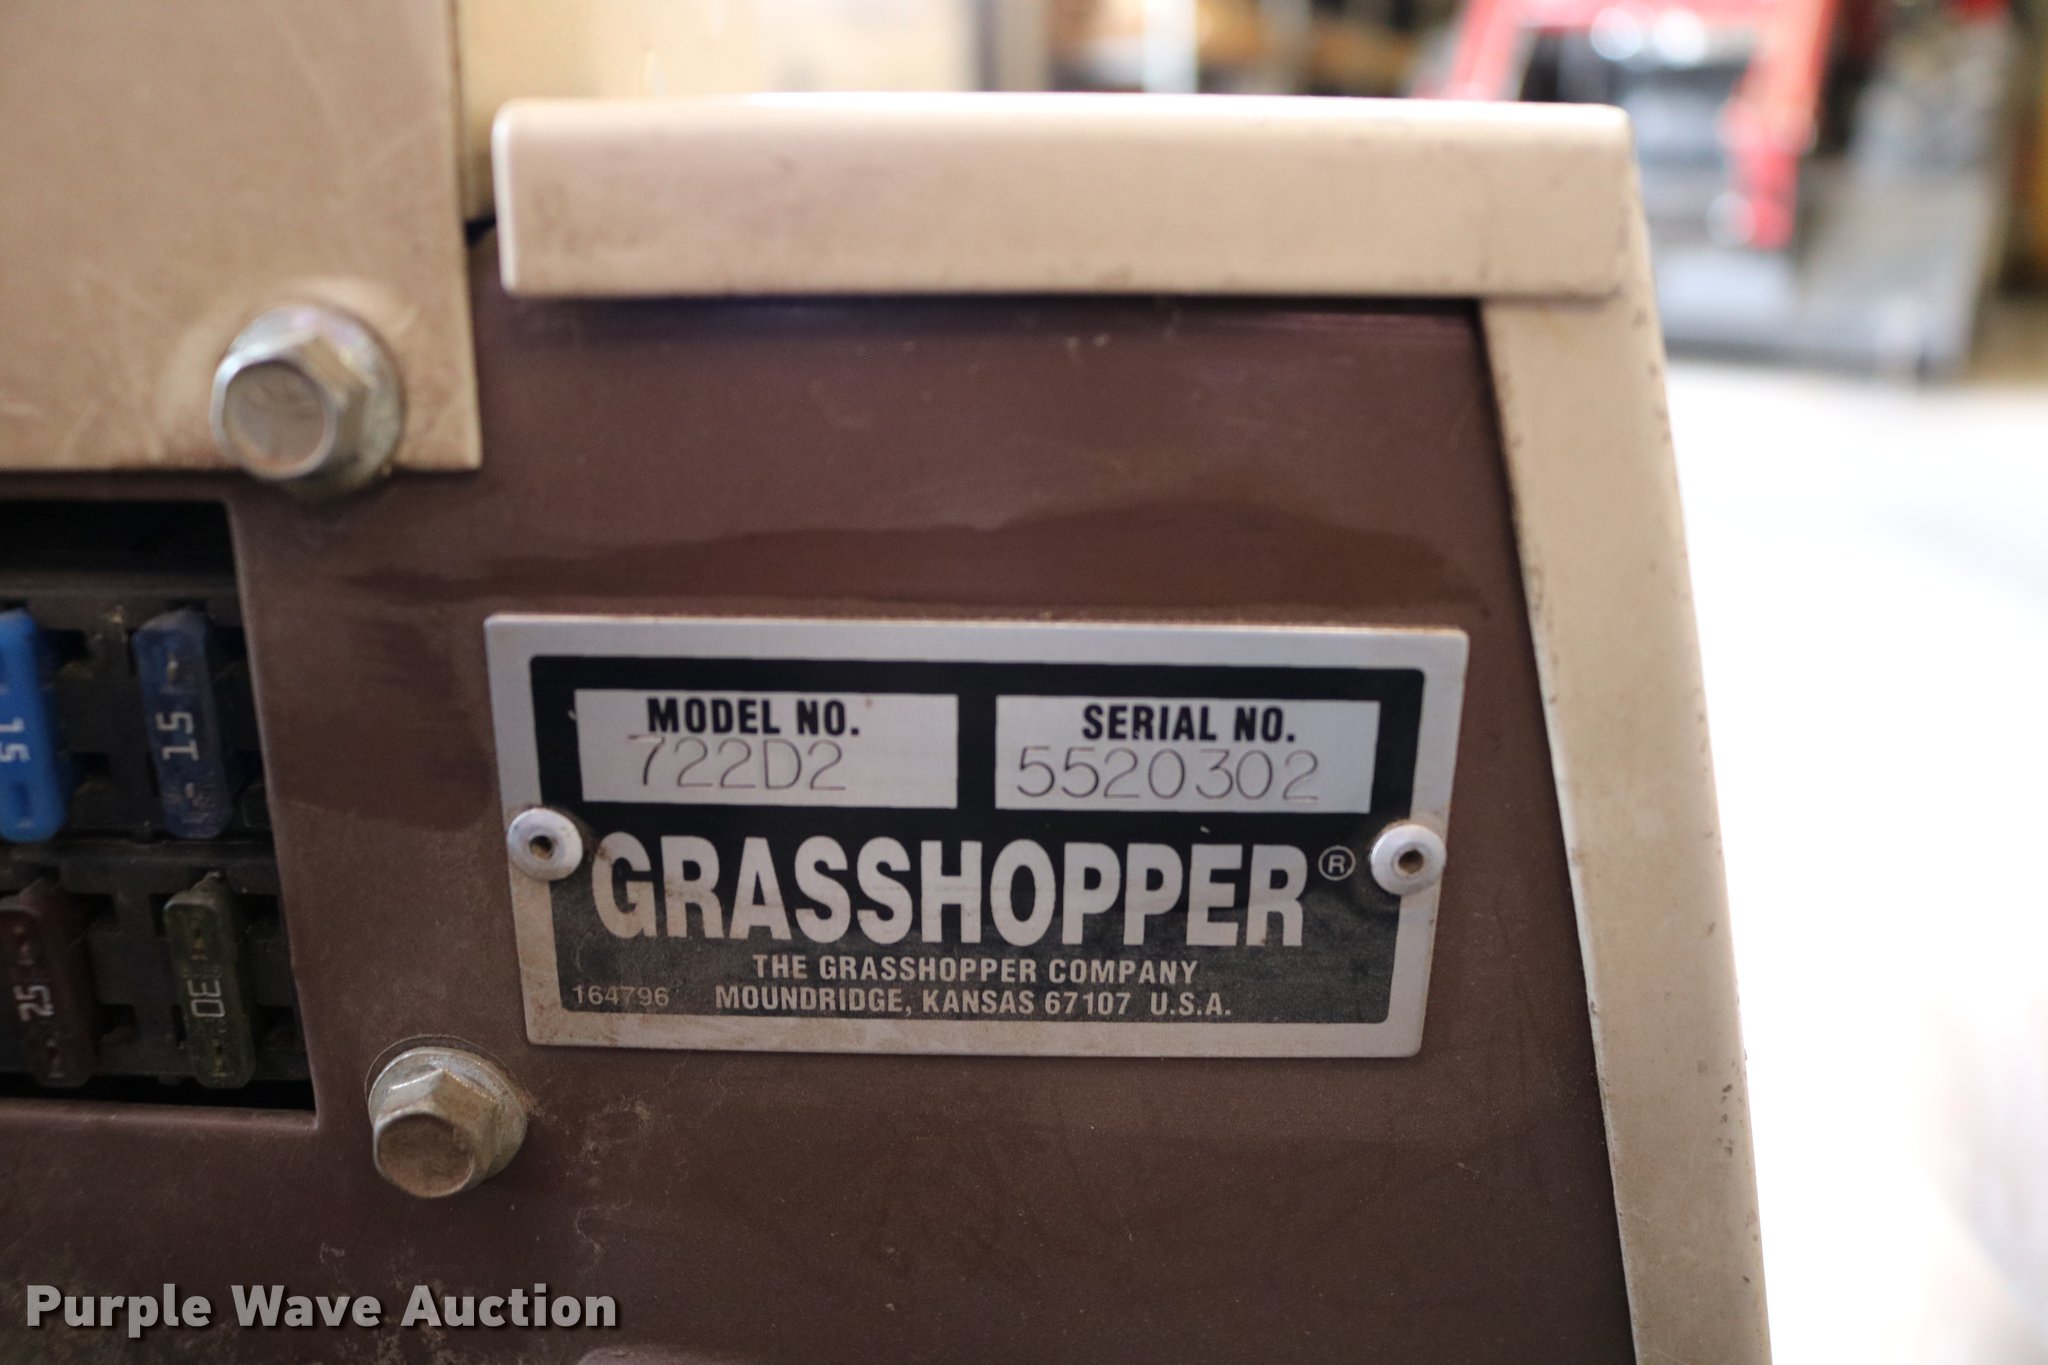 MODEL NO.
722D2
SERIAL NO.
5520302
GRASSHOPPER®
THE GRASSHOPPER COMPANY
164796 MOUNDRIDGE, KANSAS 67107 U.S.A.
15
15
25
30
Purple Wave Auction